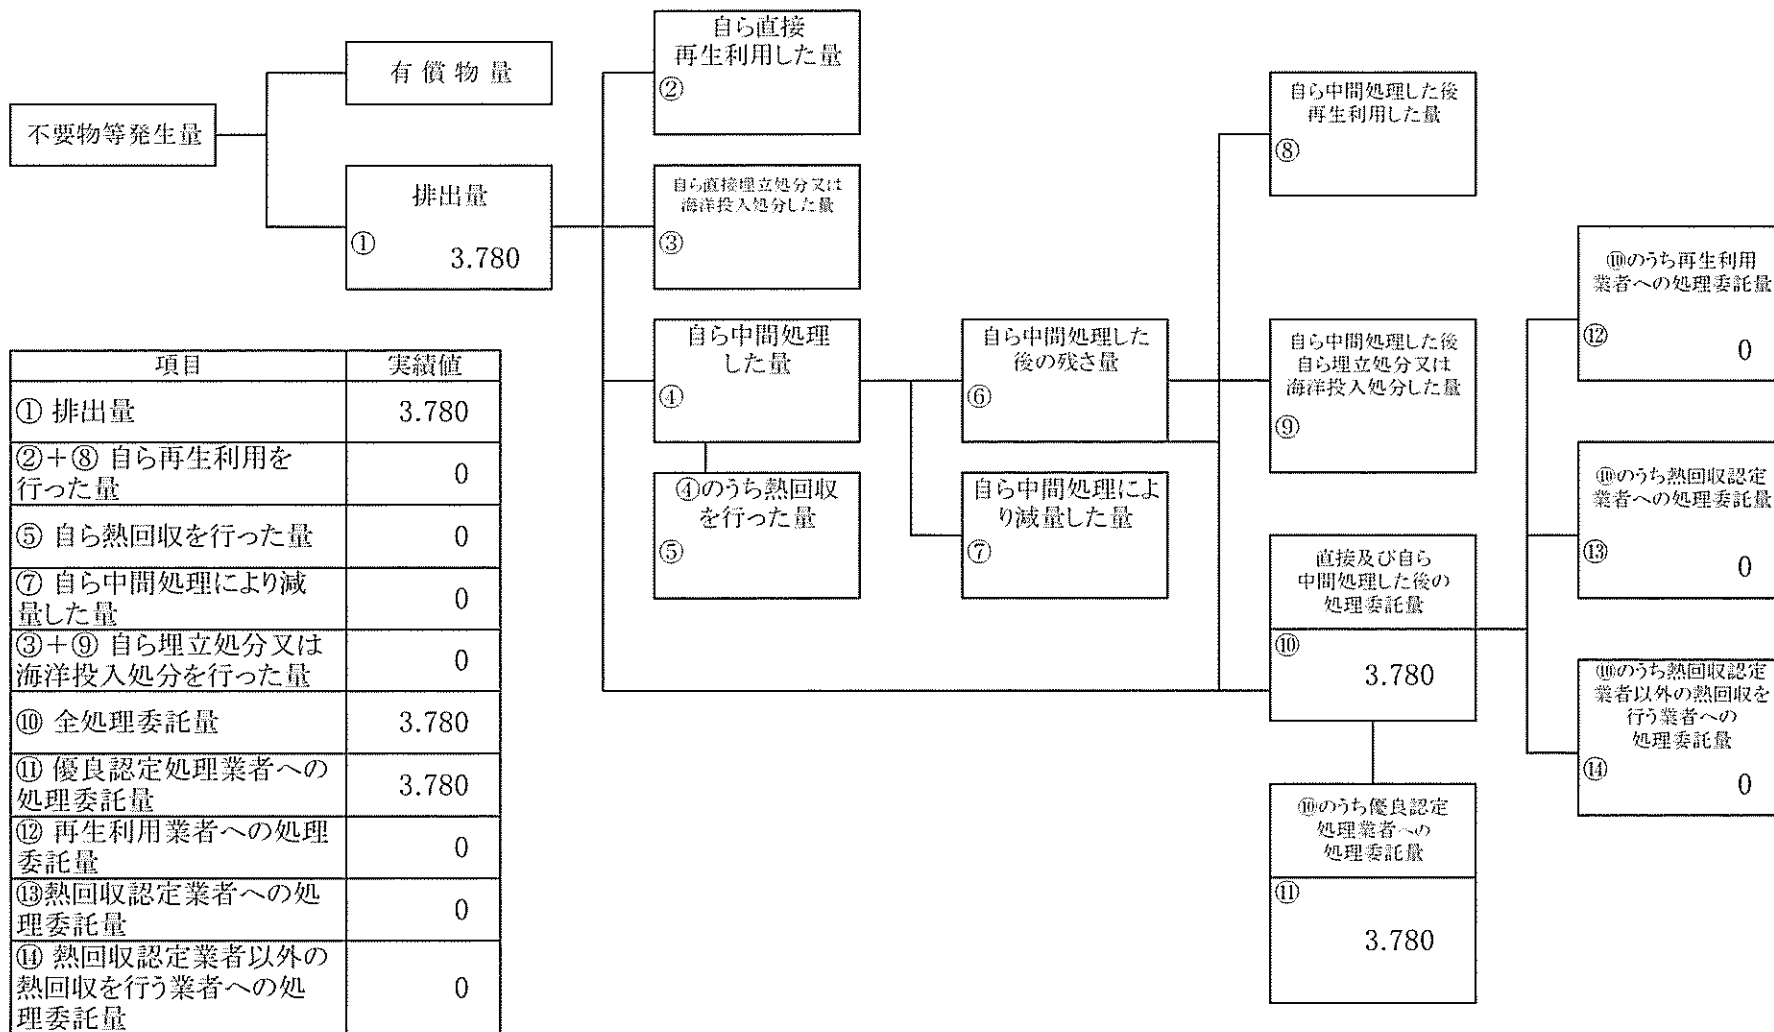 不要物等発生量
有償物量
排出量
①
3.780
自ら直接
再生利用した量
②
自ら直接埋立処分又は
海洋投入処分した量
③
自ら中間処理
した量
④
④のうち熱回収
を行った量
⑤
自ら中間処理した
後の残さ量
⑥
自ら中間処理によ
り減量した量
⑦
自ら中間処理した後
再生利用した量
⑧
自ら中間処理した後
自ら埋立処分又は
海洋投入処分した量
⑨
直接及び自ら
中間処理した後の
処理委託量
⑩
3.780
⑩のうち優良認定
処理業者への
処理委託量
⑪
3.780
⑩のうち再生利用
業者への処理委託量
⑫
0
⑩のうち熱回収認定
業者への処理委託量
⑬
0
⑩のうち熱回収認定
業者以外の熱回収を
行う業者への
処理委託量
⑭
0
項目 実績値
① 排出量 3.780
②+⑧ 自ら再生利用を
行った量 0
⑤ 自ら熱回収を行った量 0
⑦ 自ら中間処理により減
量した量 0
③+⑨ 自ら埋立処分又は
海洋投入処分を行った量 0
⑩ 全処理委託量 3.780
⑪ 優良認定処理業者への
処理委託量 3.780
⑫ 再生利用業者への処理
委託量 0
⑬熱回収認定業者への処
理委託量 0
⑭ 熱回収認定業者以外の
熱回収を行う業者への処
理委託量 0